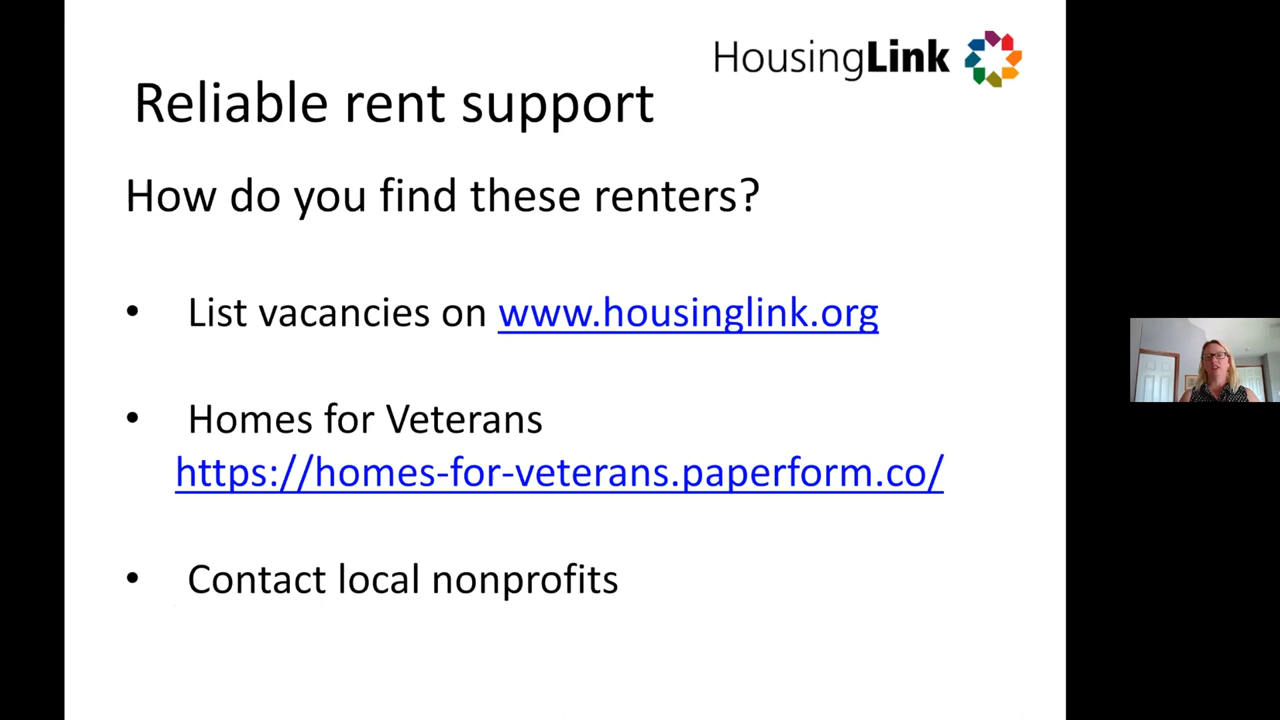 HousingLink
Reliable rent support
How do you find these renters?
• List vacancies on www.housinglink.org
• Homes for Veterans
https://homes-for-veterans.paperform.co/
• Contact local nonprofits